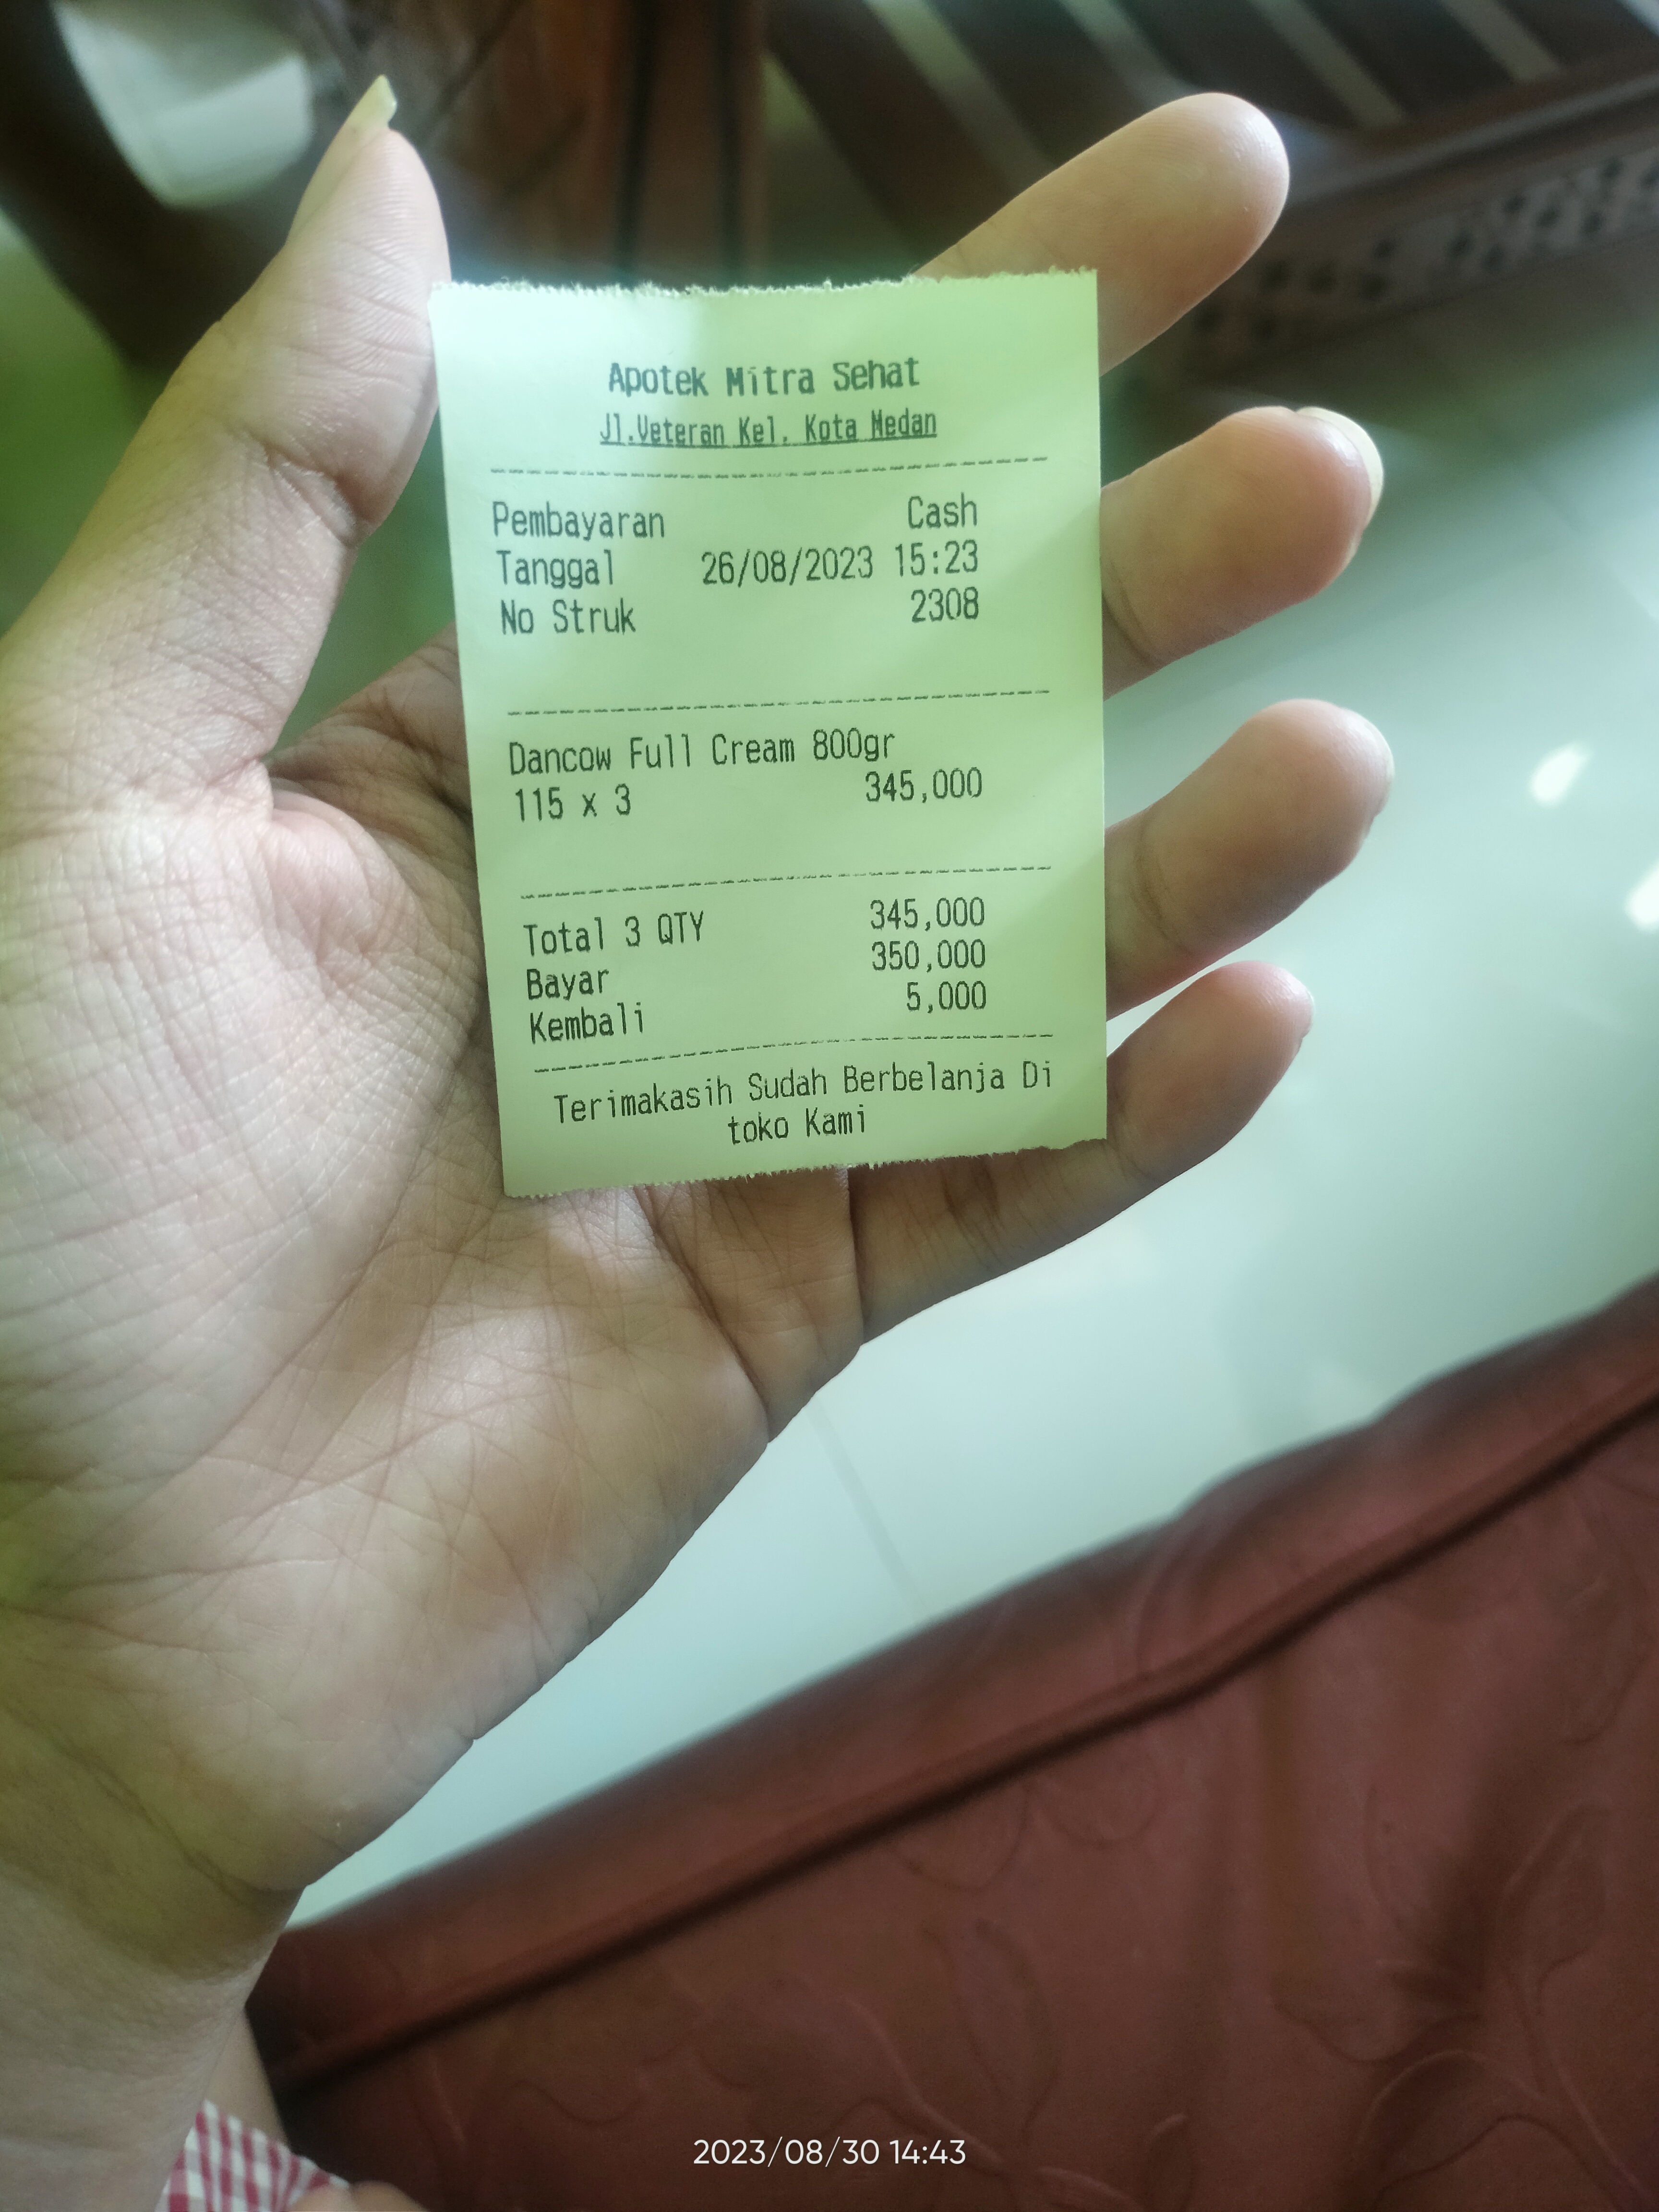 Apotek Mitra Sehat
Jl.Veteran Kel. Kota Medan
Pembayaran Cash
Tanggal 26/08/2023 15:23
No Struk 2308
Dancow Full Cream 800gr
115 x 3 345,000
Total 3 QTY 345,000
Bayar 350,000
Kembali 5,000
Terimakasih Sudah Berbelanja Di
toko Kami
2023/08/30 14:43